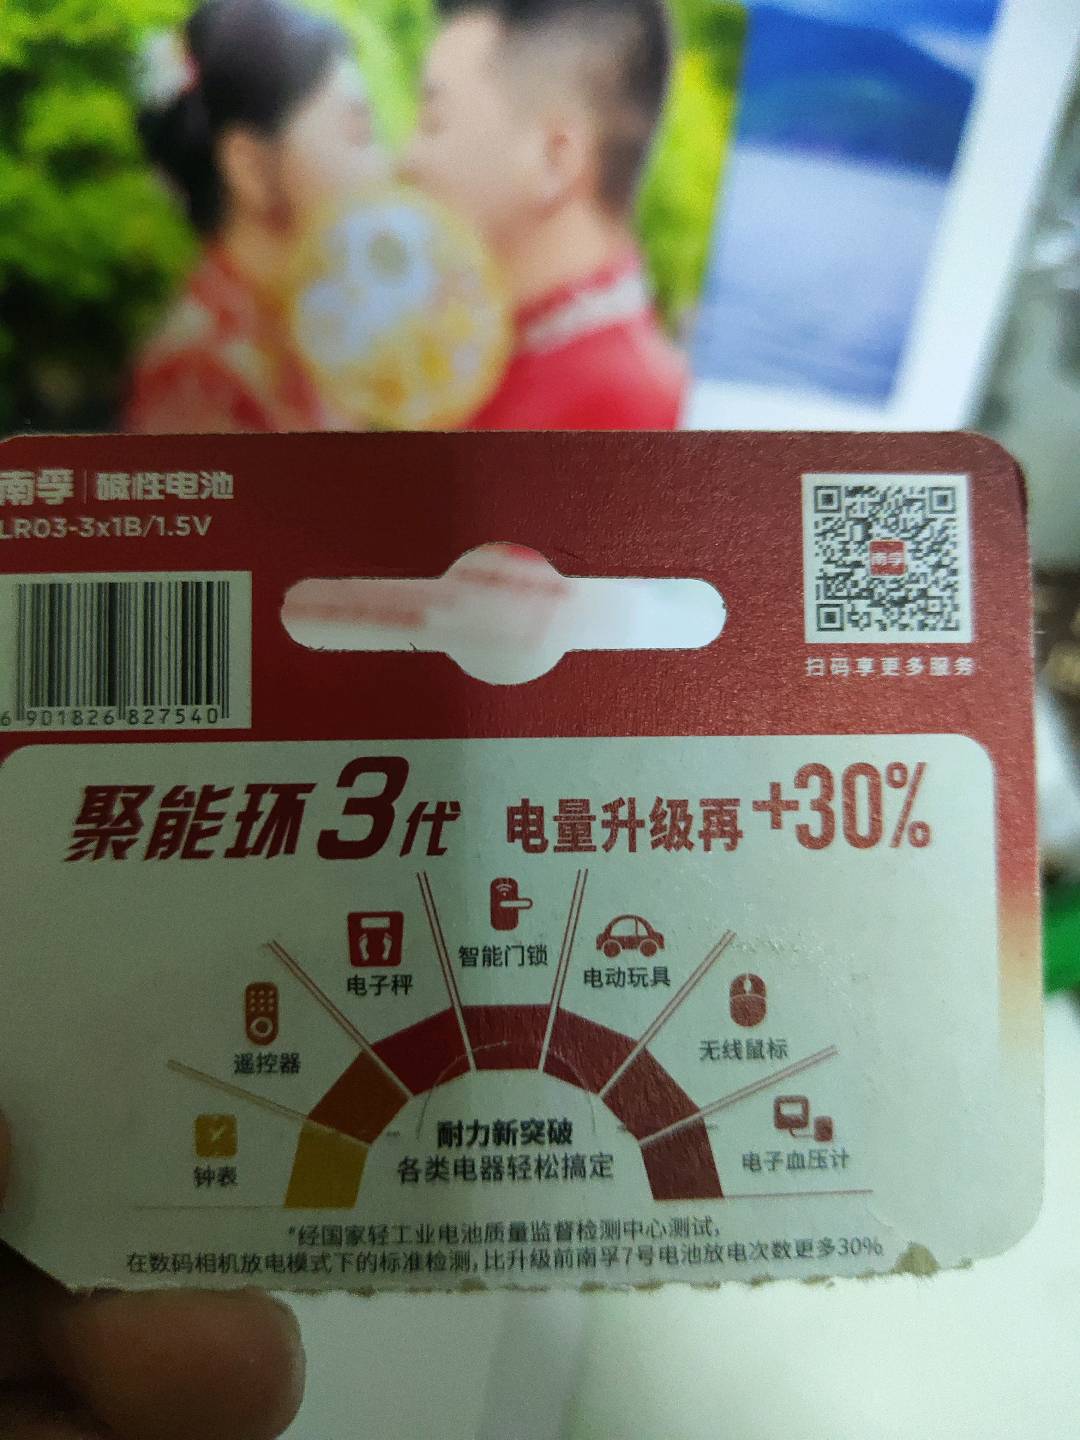 南孚 | 碱性电池
LR03-3x1B/1.5V
6 901826 827540
南孚
扫码享更多服务
聚能环3代 电量升级再+30%
智能门锁
电子秤
电动玩具
遥控器
无线鼠标
钟表
电子血压计
耐力新突破
各类电器轻松搞定
*经国家轻工业电池质量监督检测中心测试,
在数码相机放电模式下的标准检测,比升级前南孚7号电池放电次数更多30%